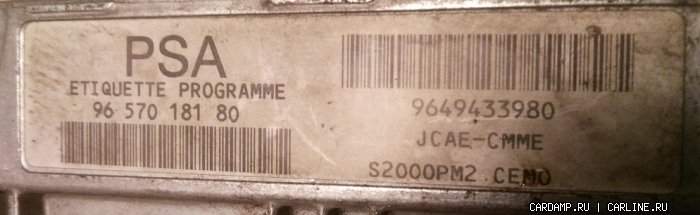 PSA
ETIQUETTE PROGRAMME
96 570 181 80
9649433980
JCAE-CMME
S2000PM2 CEMO
CARDAMP.RU | CARLINE.RU